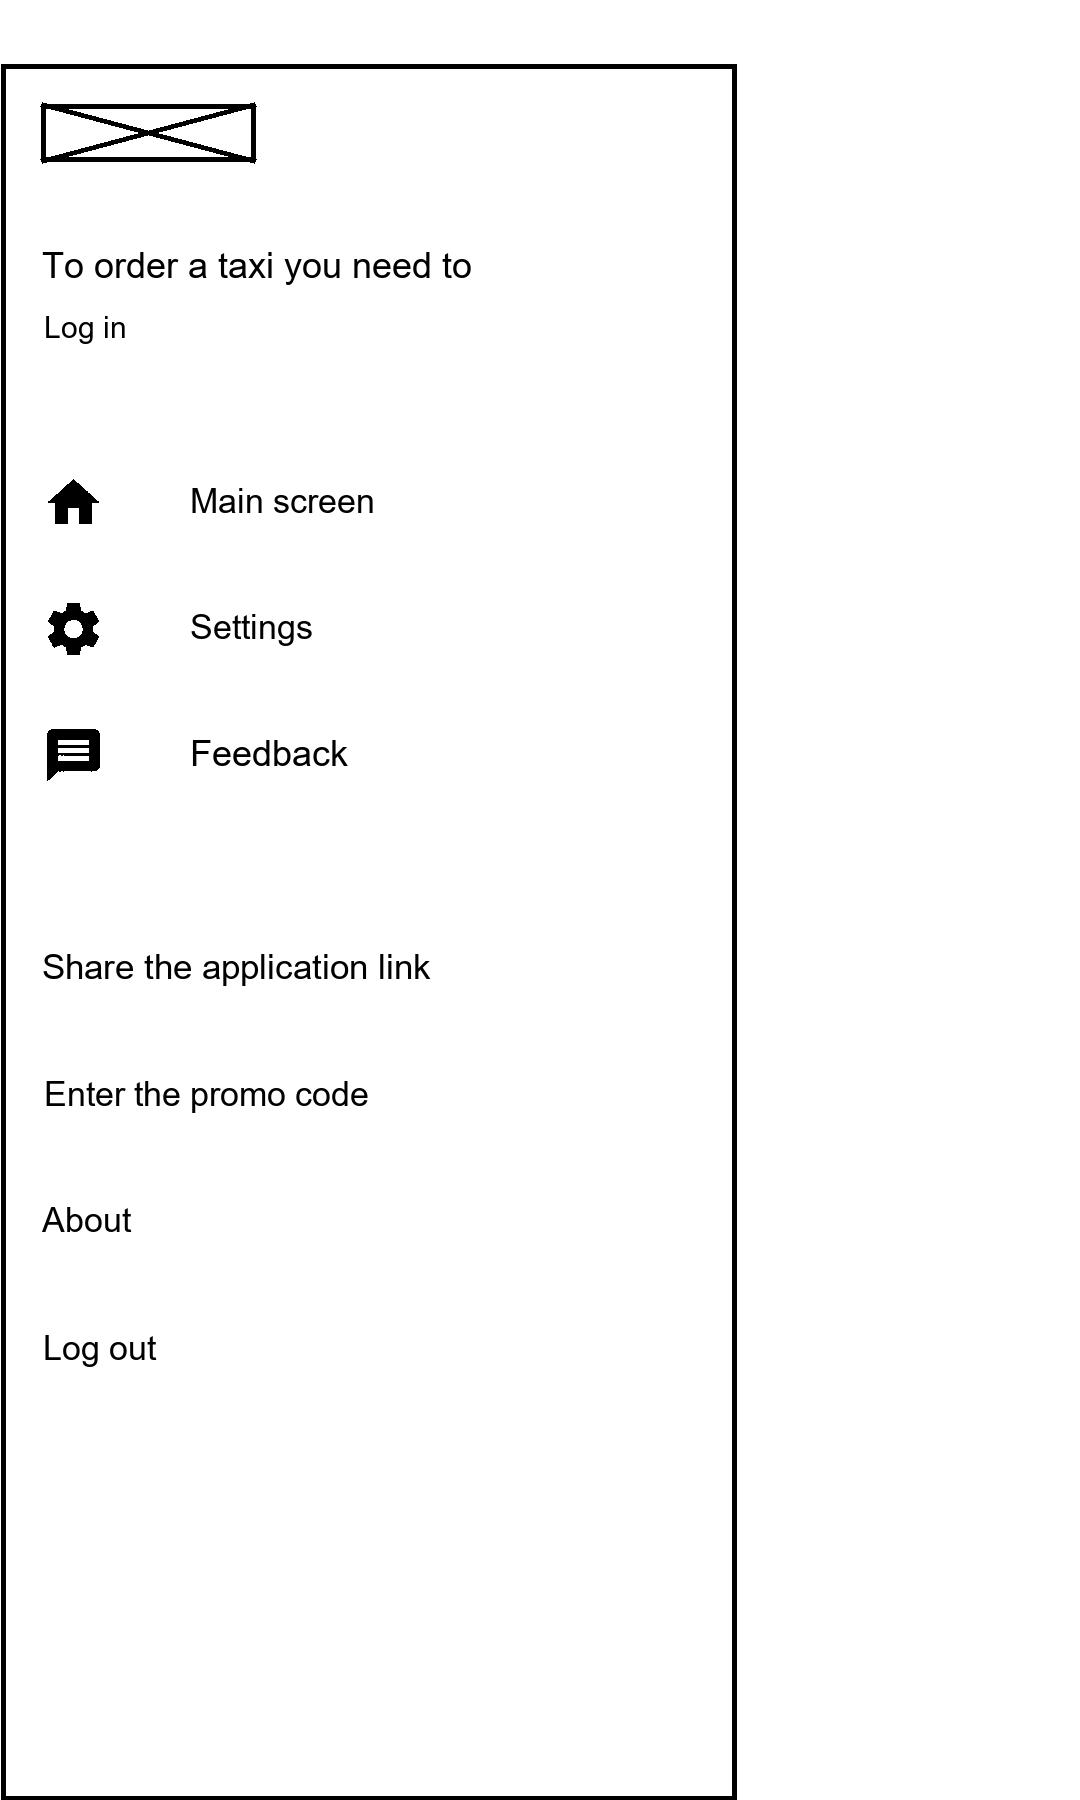 To order a taxi you need to
Log in
Main screen
Settings
Feedback
Share the application link
Enter the promo code
About
Log out